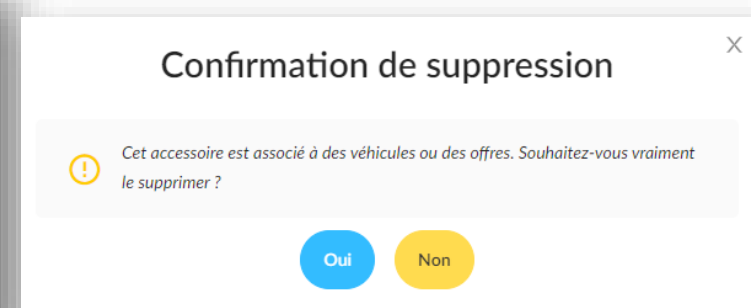 Confirmation de suppression
Cet accessoire est associé à des véhicules ou des offres. Souhaitez-vous vraiment
le supprimer ?
Oui
Non